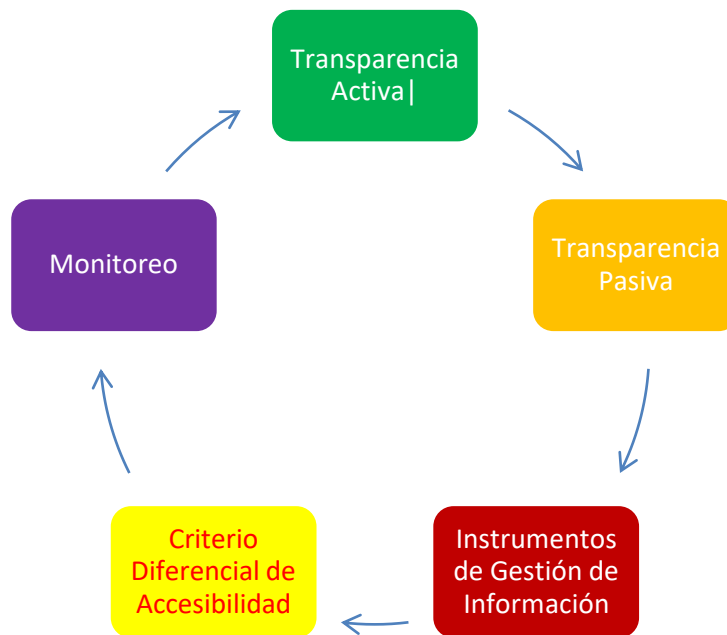 Transparencia
Activa|
Transparencia
Pasiva
Instrumentos
de Gestión de
Información
Criterio
Diferencial de
Accesibilidad
Monitoreo